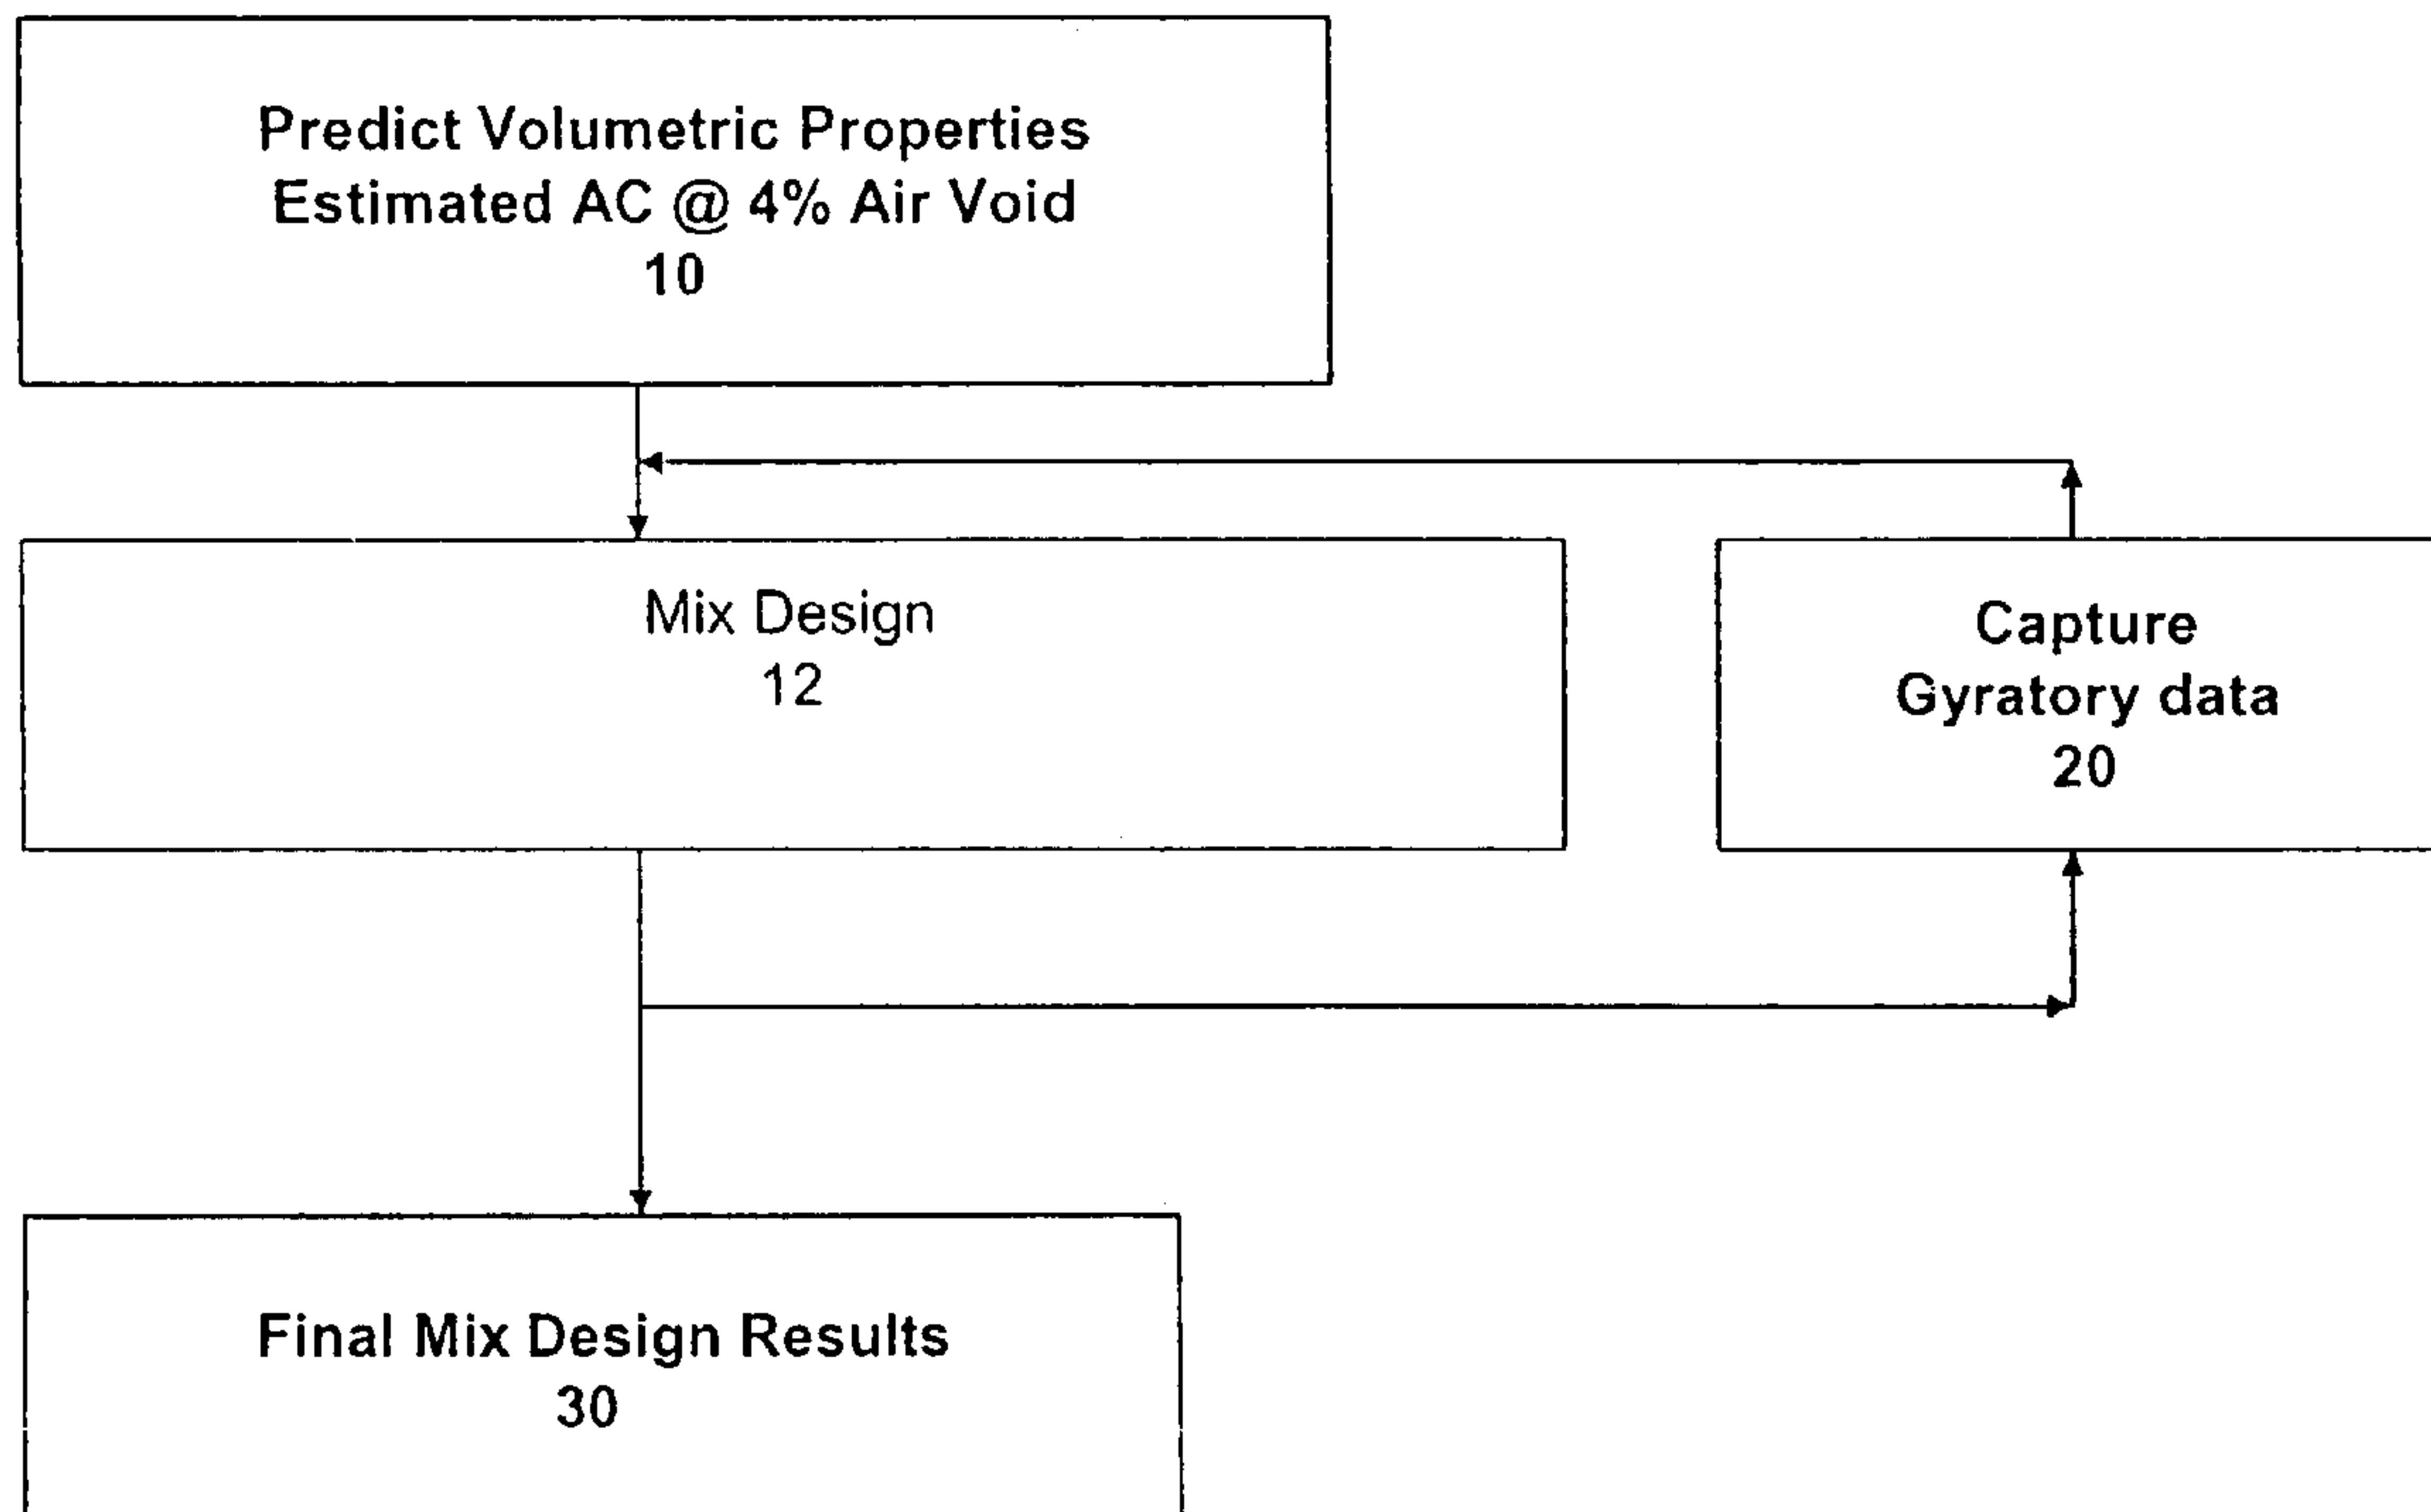 Predict Volumetric Properties
Estimated AC @ 4% Air Void
10
Mix Design
12
Capture
Gyratory data
20
Final Mix Design Results
30